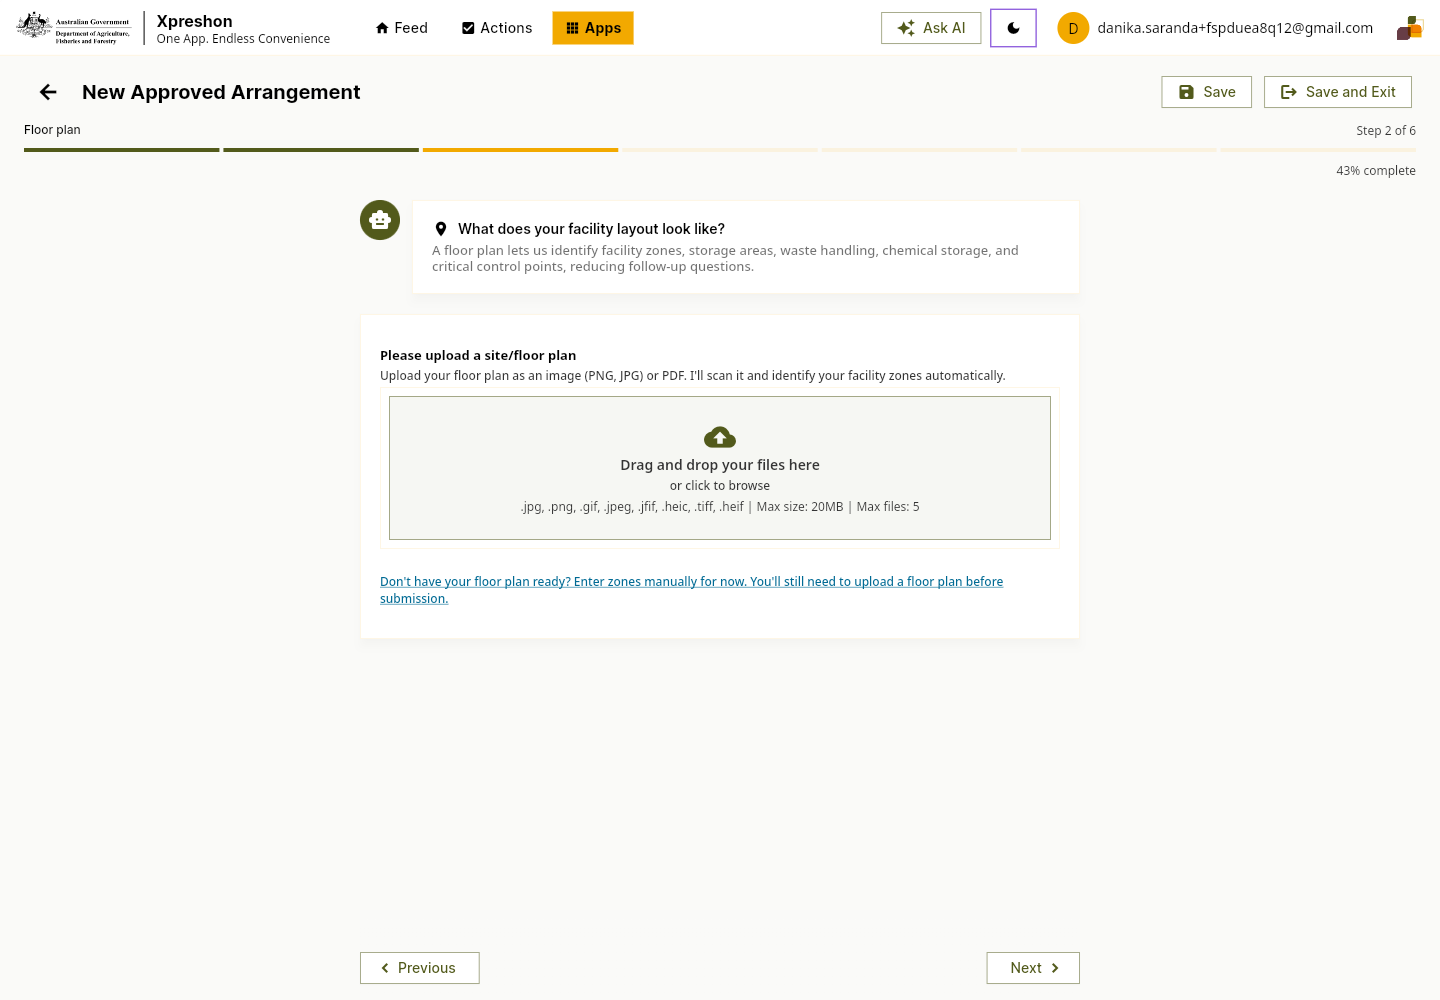 Australian Government
Department of Agriculture,
Fisheries and Forestry
Xpreshon
One App. Endless Convenience
Feed
Actions
Apps
Ask AI
D
danika.saranda+fspduea8q12@gmail.com
New Approved Arrangement
Save
Save and Exit
Floor plan
Step 2 of 6
43% complete
What does your facility layout look like?
A floor plan lets us identify facility zones, storage areas, waste handling, chemical storage, and
critical control points, reducing follow-up questions.
Please upload a site/floor plan
Upload your floor plan as an image (PNG, JPG) or PDF. I'll scan it and identify your facility zones automatically.
Drag and drop your files here
or click to browse
.jpg, .png, .gif, .jpeg, .jfif, .heic, .tiff, .heif | Max size: 20MB | Max files: 5
Don't have your floor plan ready? Enter zones manually for now. You'll still need to upload a floor plan before
submission.
Previous
Next